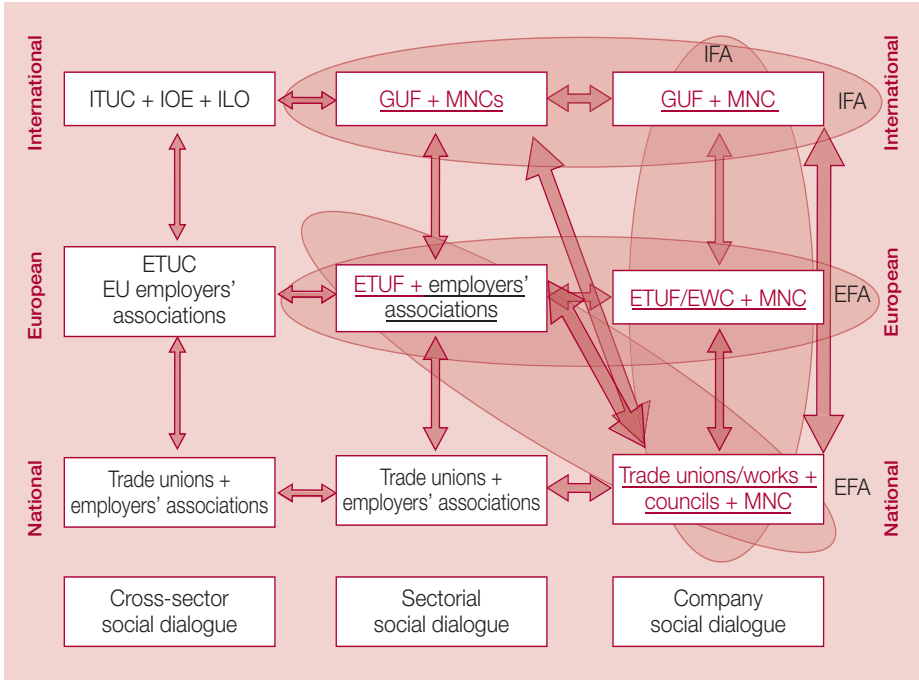 IFA
International
ITUC + IOE + ILO
GUF + MNCs
GUF + MNC
IFA
International
European
ETUC
EU employers’
associations
ETUF + employers’
associations
ETUF/EWC + MNC
EFA
European
National
Trade unions +
employers’ associations
Trade unions +
employers’ associations
Trade unions/works +
councils + MNC
EFA
National
Cross-sector
social dialogue
Sectorial
social dialogue
Company
social dialogue